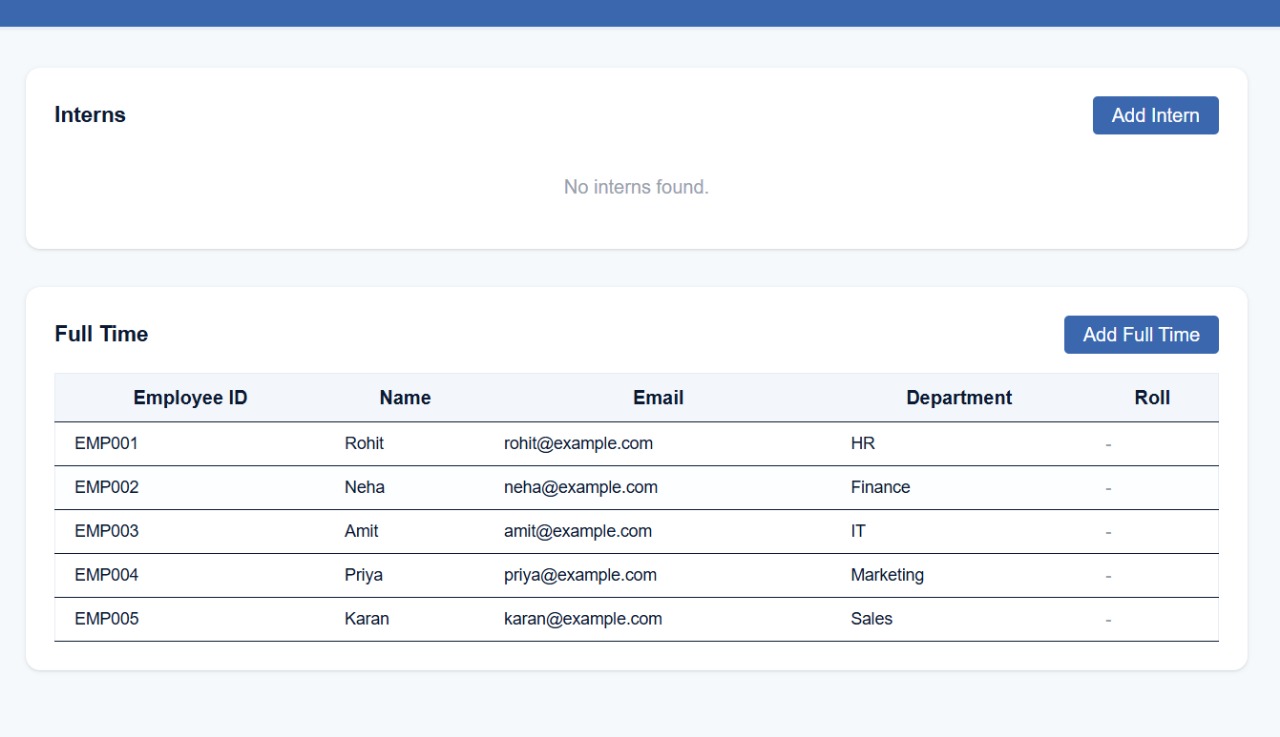 Interns Add Intern
No interns found.
Full Time Add Full Time
Employee ID Name Email Department Roll
EMP001 Rohit rohit@example.com HR -
EMP002 Neha neha@example.com Finance -
EMP003 Amit amit@example.com IT -
EMP004 Priya priya@example.com Marketing -
EMP005 Karan karan@example.com Sales -